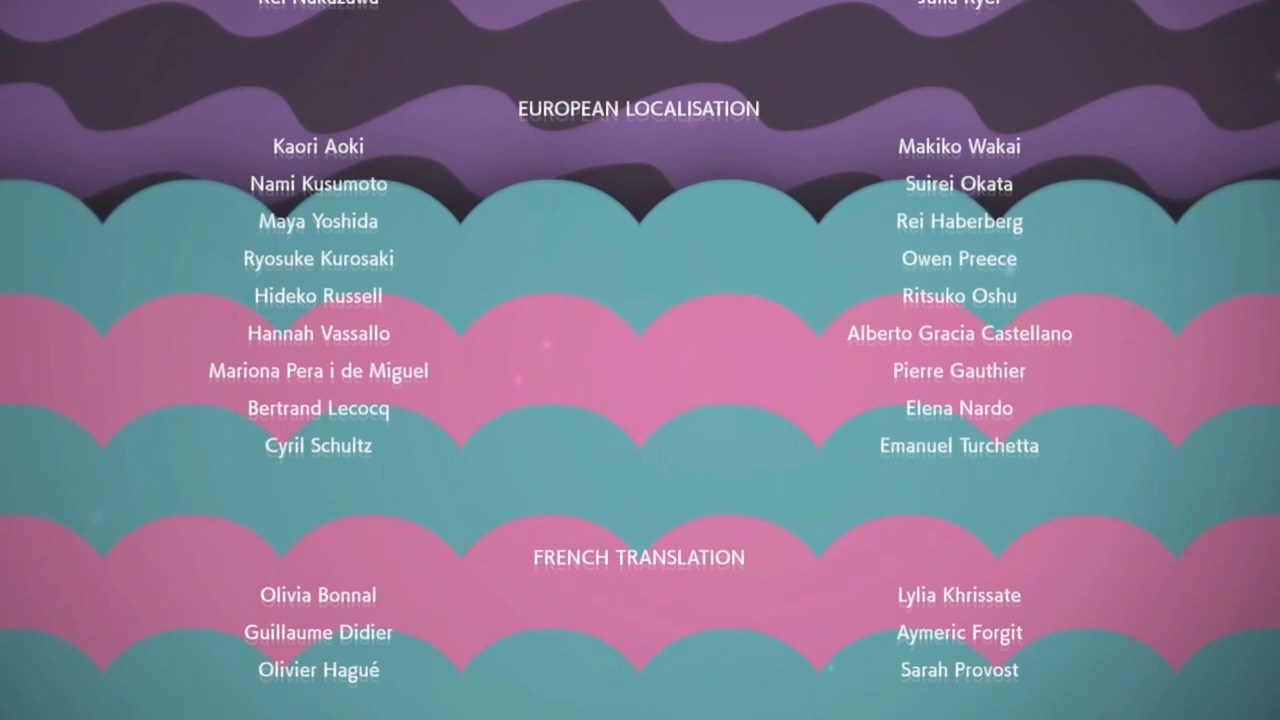 EUROPEAN LOCALISATION
Kaori Aoki Makiko Wakai
Nami Kusumoto Suirei Okata
Maya Yoshida Rei Haberberg
Ryosuke Kurosaki Owen Preece
Hideko Russell Ritsuko Oshu
Hannah Vassallo Alberto Gracia Castellano
Mariona Pera i de Miguel Pierre Gauthier
Bertrand Lecocq Elena Nardo
Cyril Schultz Emanuel Turchetta
FRENCH TRANSLATION
Olivia Bonnal Lylia Khrissate
Guillaume Didier Aymeric Forgit
Olivier Hagué Sarah Provost